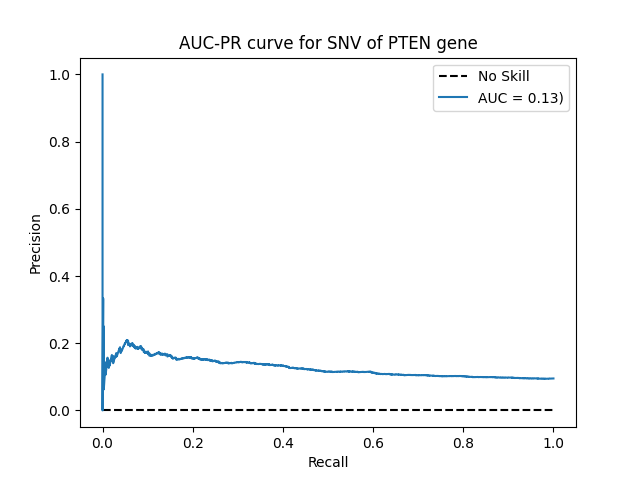 AUC-PR curve for SNV of PTEN gene
No Skill
AUC = 0.13)
Precision
1.0
0.8
0.6
0.4
0.2
0.0
0.0 0.2 0.4 0.6 0.8 1.0
Recall